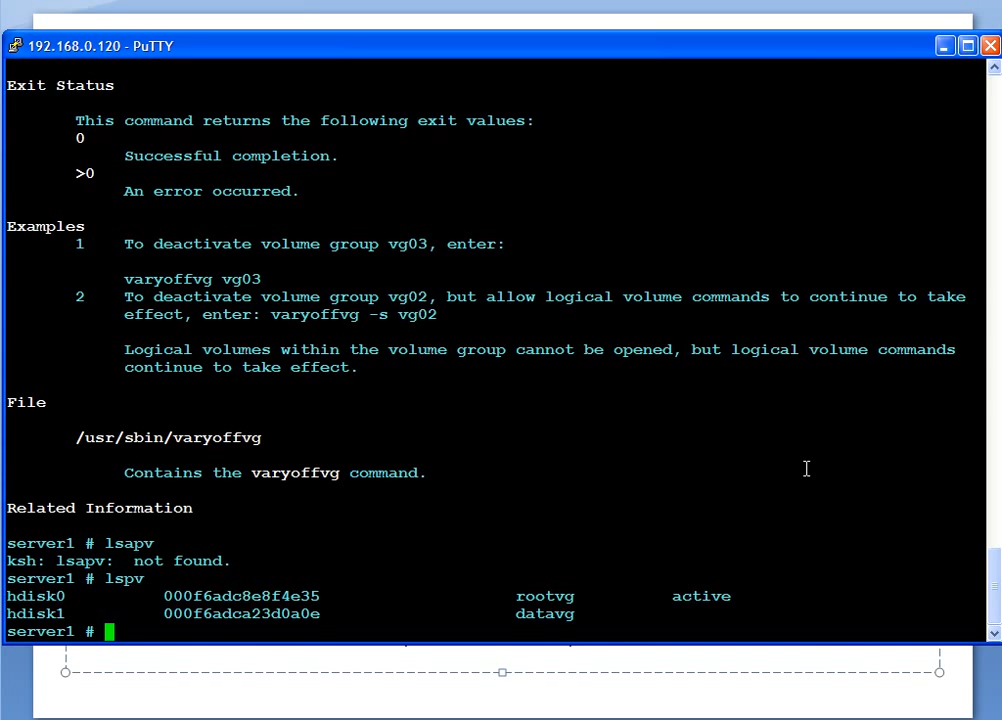 192.168.0.120 - PuTTY
Exit Status
This command returns the following exit values:
0
Successful completion.
>0
An error occurred.
Examples
1 To deactivate volume group vg03, enter:
varyoffvg vg03
2 To deactivate volume group vg02, but allow logical volume commands to continue to take
effect, enter: varyoffvg -s vg02
Logical volumes within the volume group cannot be opened, but logical volume commands
continue to take effect.
File
/usr/sbin/varyoffvg
Contains the varyoffvg command.
Related Information
server1 # lsapv
ksh: lsapv:  not found.
server1 # lspv
hdisk0 000f6adc8e8f4e35 rootvg active
hdisk1 000f6adca23d0a0e datavg
server1 #